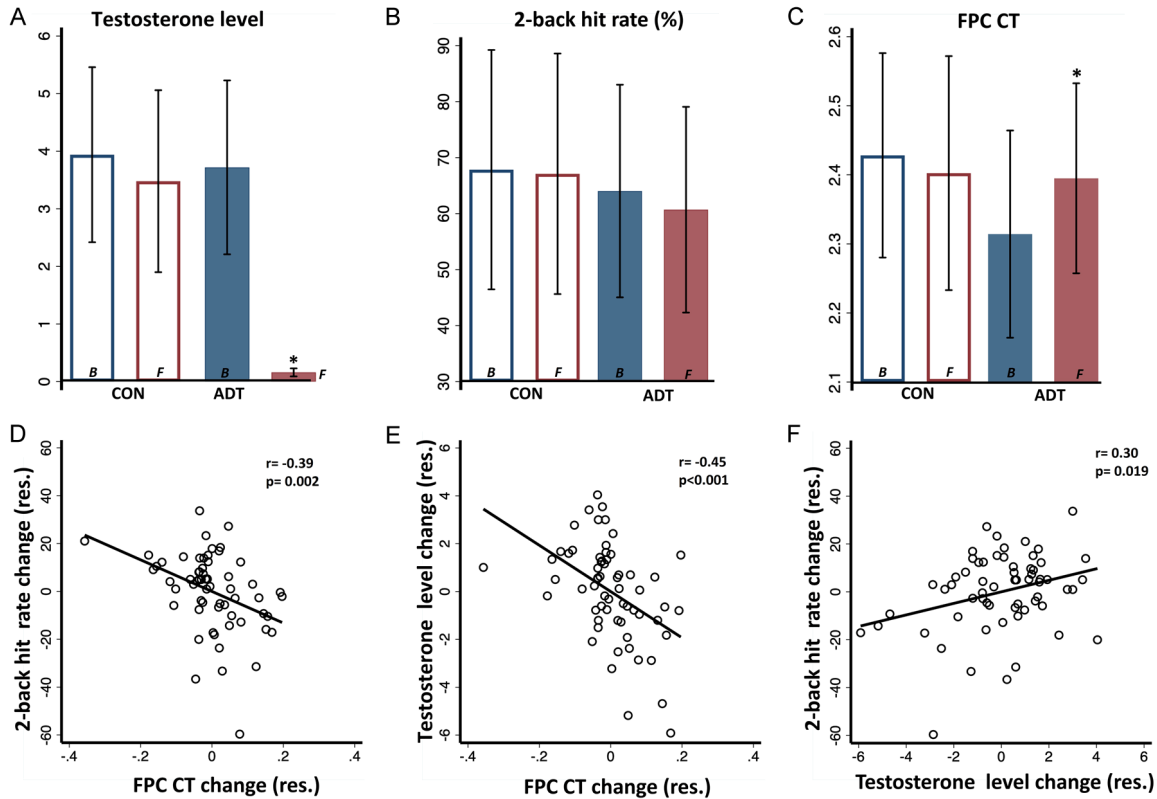 A
Testosterone level
6
5
4
3
2
1
0
B
F
B
*
F
CON
ADT
B
2-back hit rate (%)
90
80
70
60
50
40
30
B
F
B
F
CON
ADT
C
FPC CT
2.6
2.5
2.4
2.3
2.2
2.1
*
B
F
B
F
CON
ADT
D
2-back hit rate change (res.)
60
40
20
0
-20
-40
-60
r= -0.39
p= 0.002
-.4
-.2
0
.2
.4
FPC CT change (res.)
E
Testosterone level change (res.)
6
4
2
0
-2
-4
-6
r= -0.45
p<0.001
-.4
-.2
0
.2
.4
FPC CT change (res.)
F
2-back hit rate change (res.)
60
40
20
0
-20
-40
-60
r= 0.30
p= 0.019
-6
-4
-2
0
2
4
6
Testosterone level change (res.)